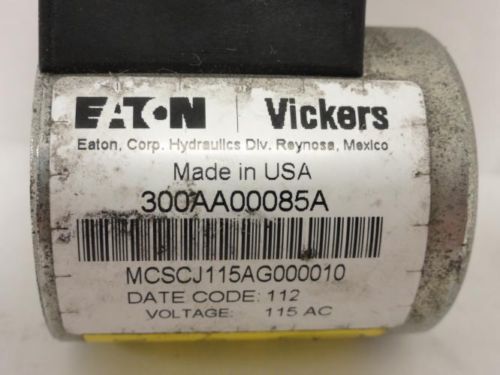 EATON | Vickers
Eaton, Corp. Hydraulics Div. Reynosa, Mexico
Made in USA
300AA00085A
MCSCJ115AG000010
DATE CODE: 112
VOLTAGE: 115 AC